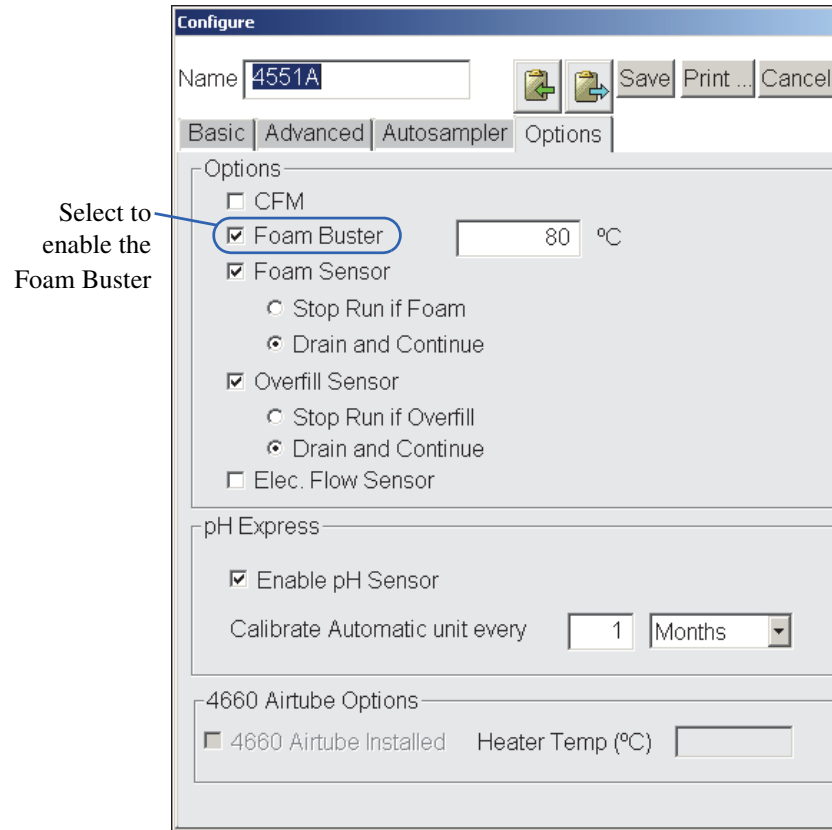 Configure
Name 4551A Save Print ... Cancel
Basic Advanced Autosampler Options
Options
CFM
Select to
enable the
Foam Buster
Foam Buster 80 ºC
Foam Sensor
Stop Run if Foam
Drain and Continue
Overfill Sensor
Stop Run if Overfill
Drain and Continue
Elec. Flow Sensor
pH Express
Enable pH Sensor
Calibrate Automatic unit every 1 Months
4660 Airtube Options
4660 Airtube Installed Heater Temp (ºC)